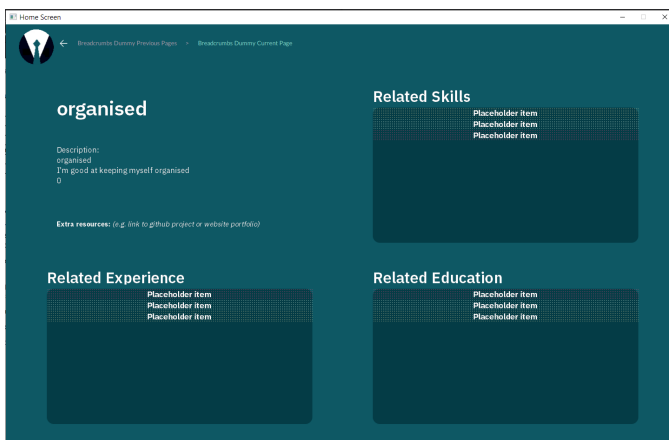 Home Screen
Breadcrumbs Dummy Previous Pages > Breadcrumbs Dummy Current Page
organised
Description:
organised
I'm good at keeping myself organised
0
Extra resources: (e.g. link to github project or website portfolio)
Related Skills
Placeholder item
Placeholder item
Placeholder item
Related Experience
Placeholder item
Placeholder item
Placeholder item
Related Education
Placeholder item
Placeholder item
Placeholder item